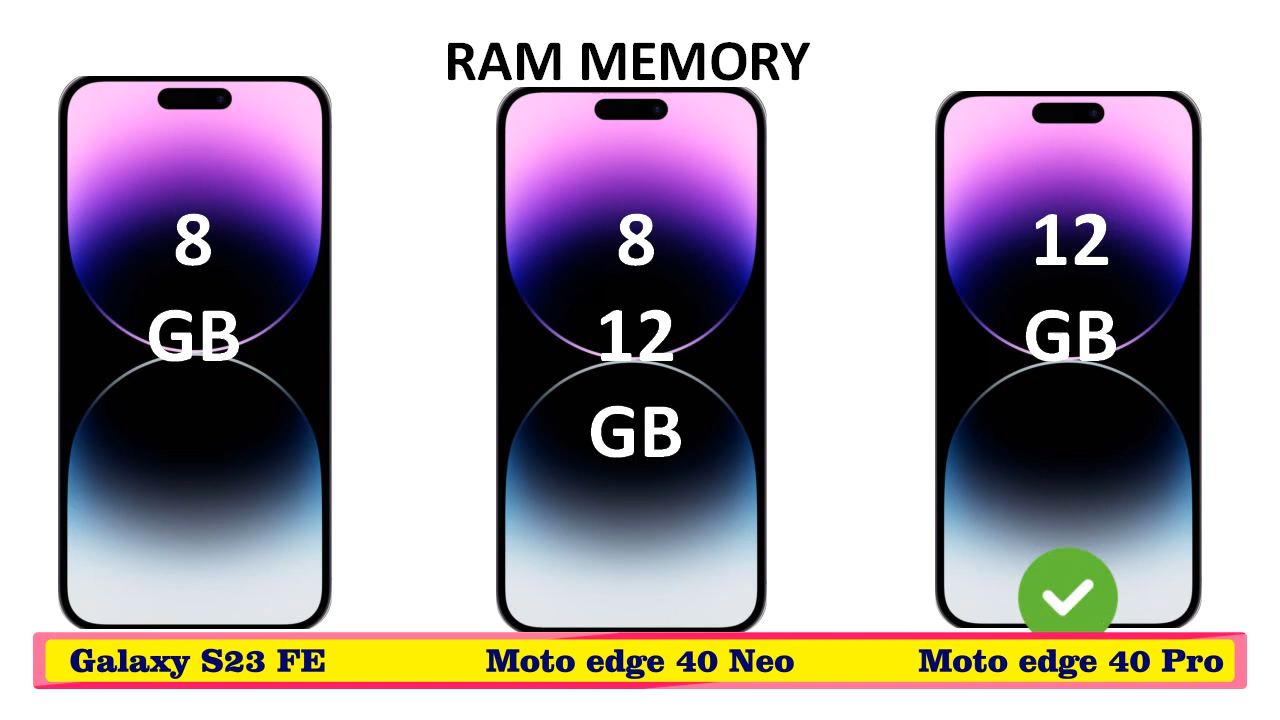 RAM MEMORY
8
GB
8
12
GB
12
GB
Galaxy S23 FE
Moto edge 40 Neo
Moto edge 40 Pro